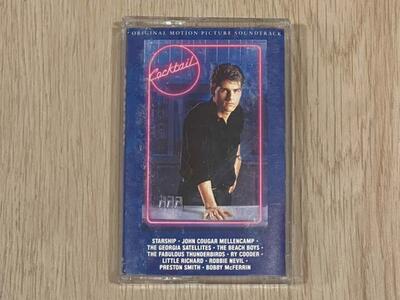 · ORIGINAL MOTION PICTURE SOUNDTRACK ·
Cocktail
STARSHIP · JOHN COUGAR MELLENCAMP ·
THE GEORGIA SATELLITES · THE BEACH BOYS ·
THE FABULOUS THUNDERBIRDS · RY COODER ·
LITTLE RICHARD · ROBBIE NEVIL ·
PRESTON SMITH · BOBBY McFERRIN